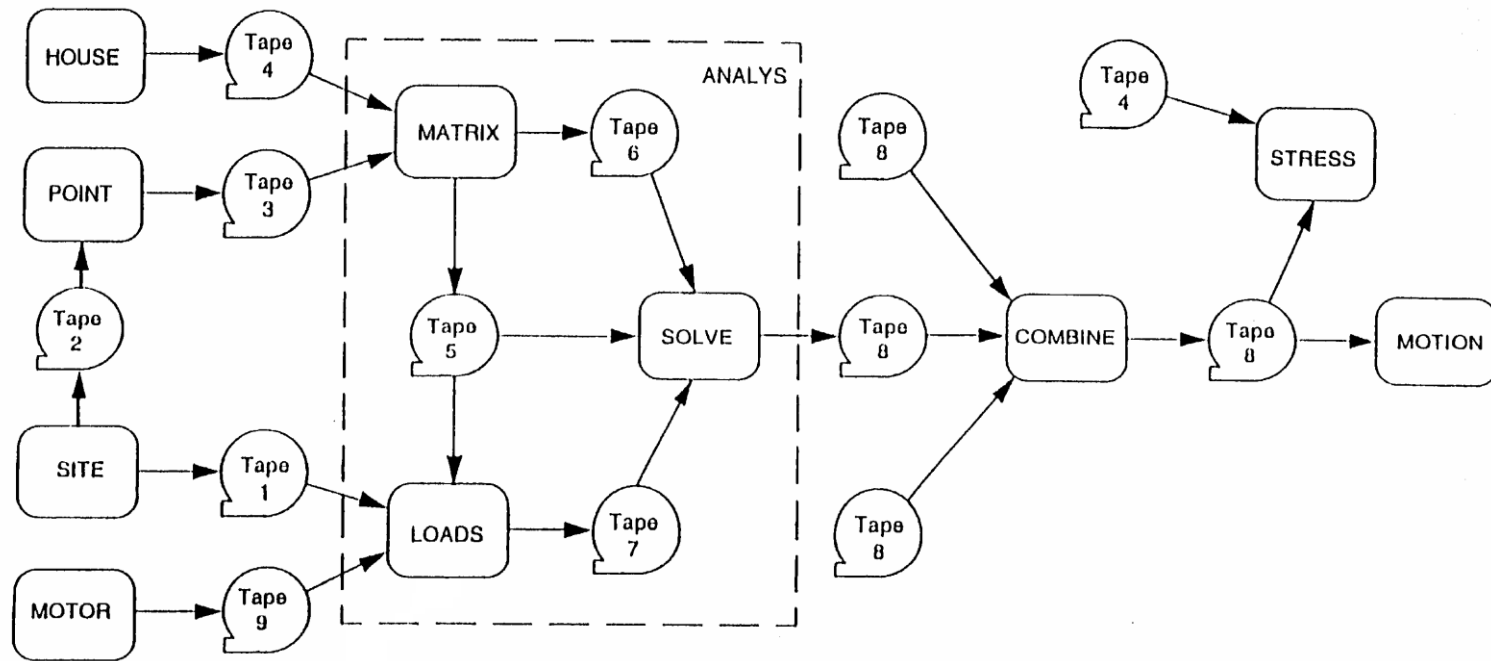 HOUSE
Tape
4
ANALYS
MATRIX
Tape
6
Tape
8
Tape
4
STRESS
POINT
Tape
3
Tape
2
Tape
5
SOLVE
Tape
8
COMBINE
Tape
8
MOTION
SITE
Tape
1
LOADS
Tape
7
Tape
8
MOTOR
Tape
9